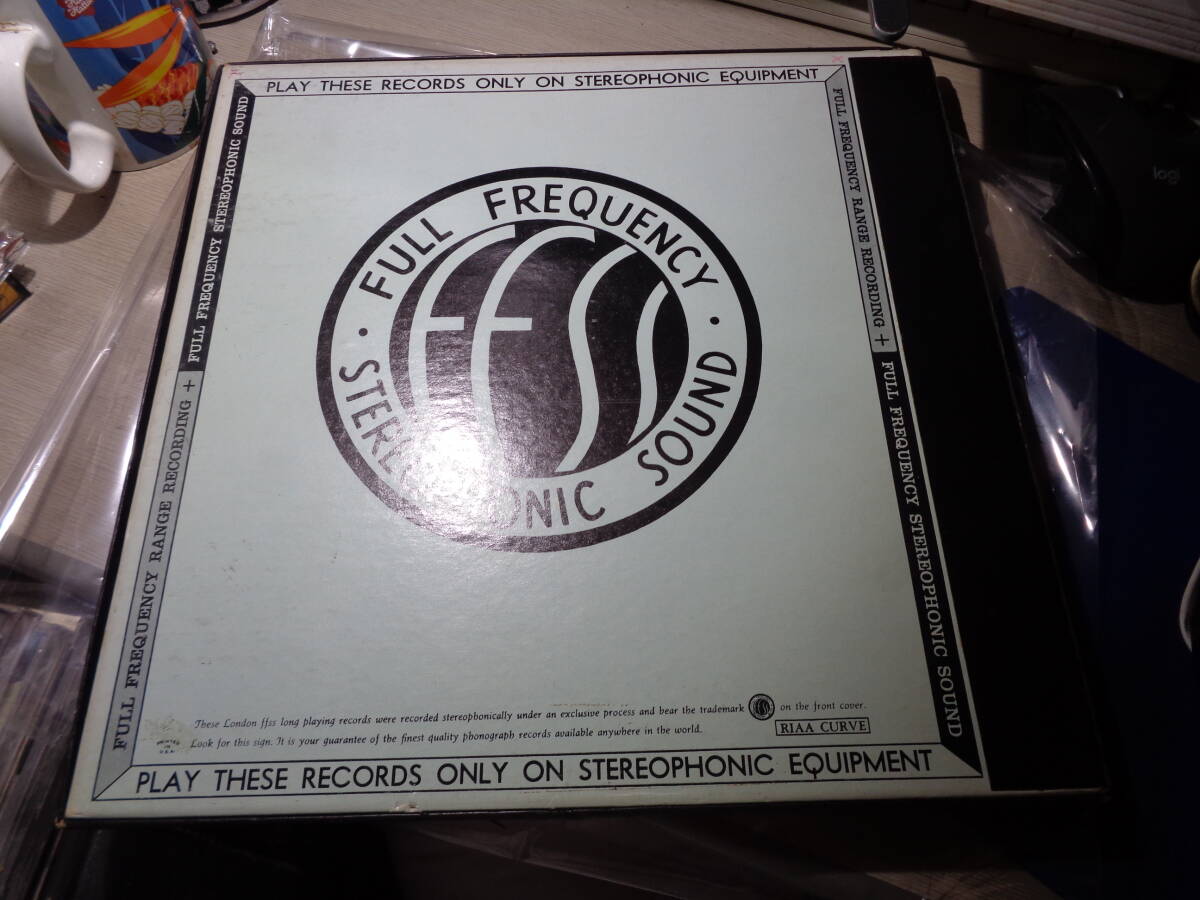 PLAY THESE RECORDS ONLY ON STEREOPHONIC EQUIPMENT
FULL FREQUENCY RANGE RECORDING + FULL FREQUENCY STEREOPHONIC SOUND
FULL FREQUENCY RANGE RECORDING + FULL FREQUENCY STEREOPHONIC SOUND
FULL FREQUENCY
ffss
STEREOPHONIC SOUND
These London ffss long playing records were recorded stereophonically under an exclusive process and bear the trademark ffss on the front cover.
Look for this sign. It is your guarantee of the finest quality phonograph records available anywhere in the world.
RIAA CURVE
PRINTED
IN
U.S.A.
PLAY THESE RECORDS ONLY ON STEREOPHONIC EQUIPMENT
logi